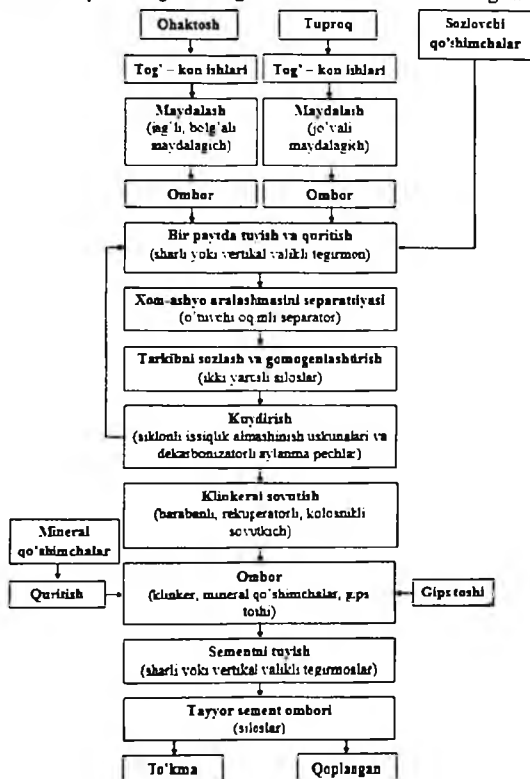 Ohaktosh
Tuproq
Sozlovchi
qo'shimchalar
Tog' – kon ishlari
Tog' – kon ishlari
Maydalash
(jag'li, bolg'ali
maydalagich)
Maydalash
(jo'vali
maydalagich)
Ombor
Ombor
Bir paytda tuyish va quritish
(sharli yoki vertikal valikli tegirmon)
Xom-ashyo aralashmasini separatsiyasi
(o'tuvchi oqimli separator)
Tarkibni sozlash va gomogenlashtirish
(ikki yarusli siloslar)
Kuydirish
(siklonli issiqlik almashinish uskunalari va
dekarbonizatorli aylanma pechlar)
Klinkerni sovutish
(barabanli, rekuperatorli, kolosnikli
sovutkich)
Mineral
qo'shimchalar
Quritish
Ombor
(klinker, mineral qo'shimchalar, gips
toshi)
Gips toshi
Sementni tuyish
(sharli yoki vertikal valikli tegirmonlar)
Tayyor sement ombori
(siloslar)
To'kma
Qoplangan